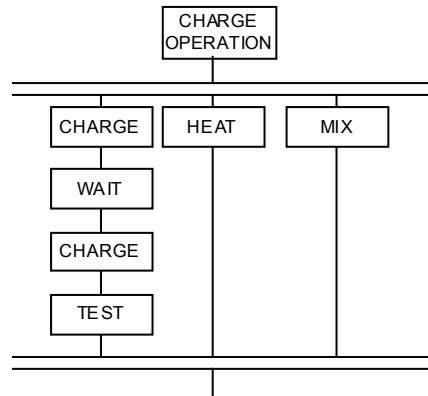 CHARGE
OPERATION
CHARGE
HEAT
MIX
WAIT
CHARGE
TEST